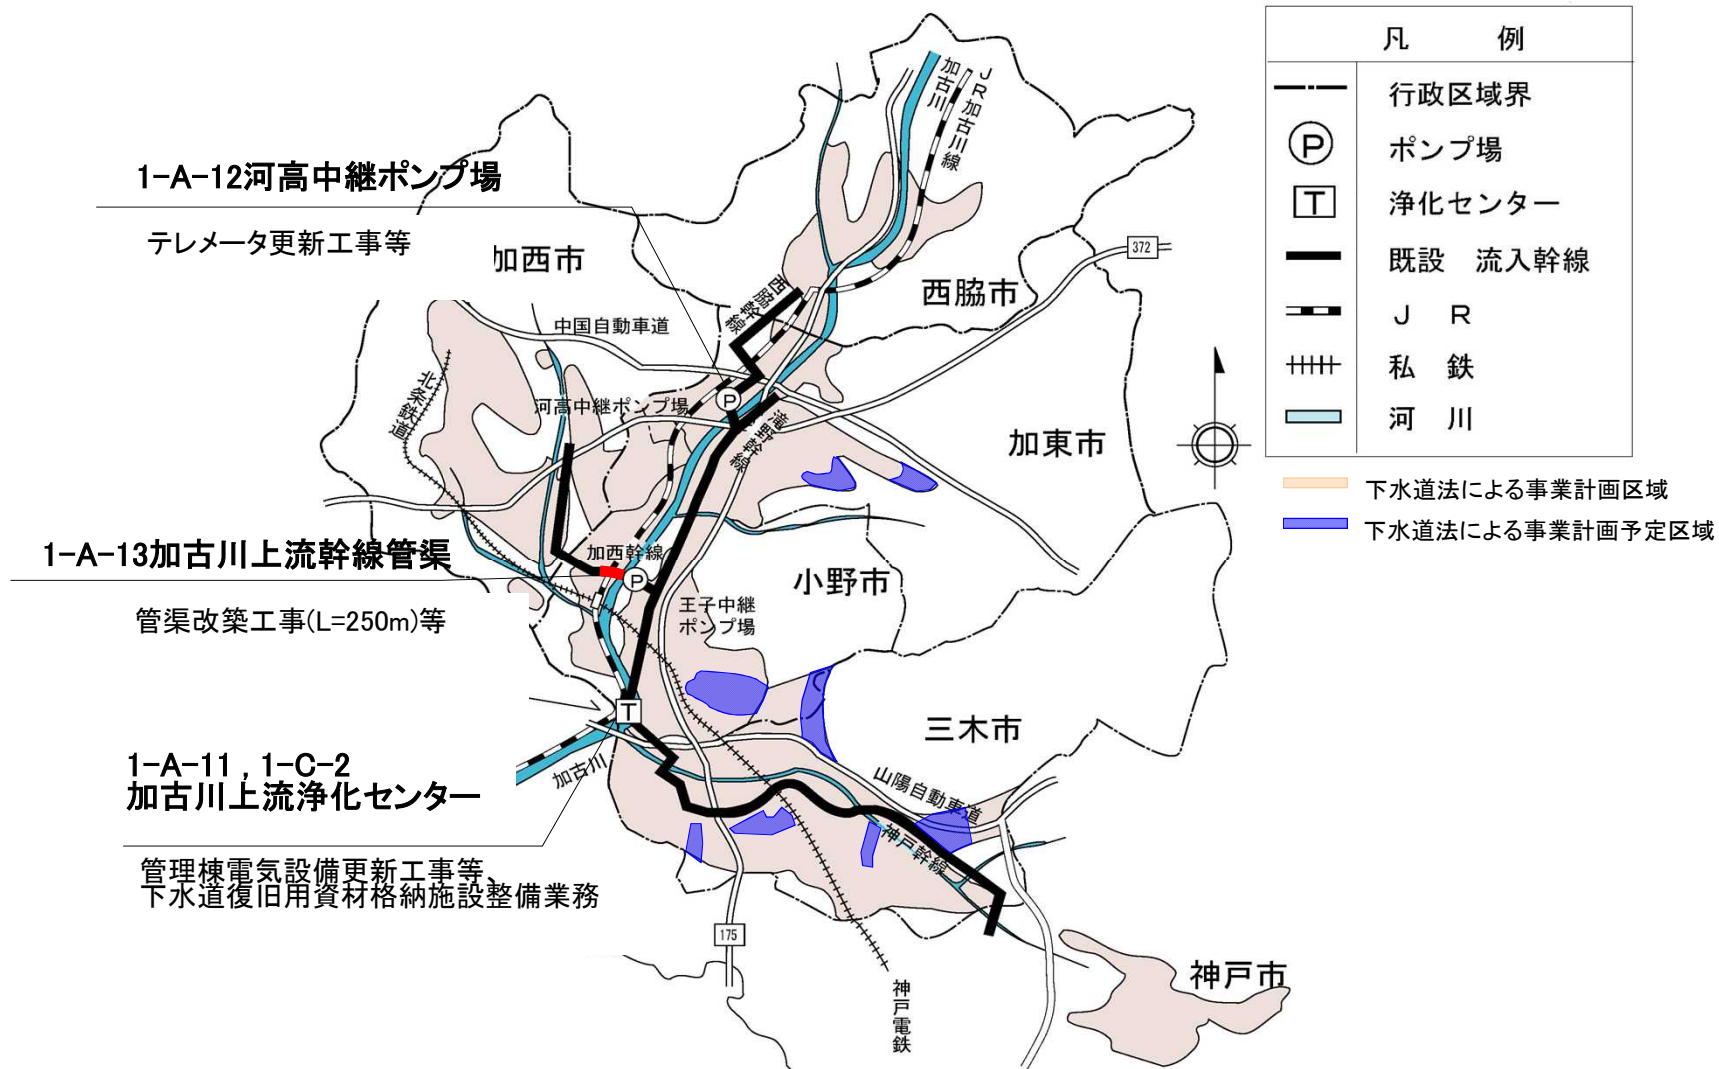 凡 例
行政区域界
P
ポンプ場
T
浄化センター
既設 流入幹線
J R
私 鉄
河 川
下水道法による事業計画区域
下水道法による事業計画予定区域
1-A-12河高中継ポンプ場
テレメータ更新工事等
加西市
加古川
JR加古川線
372
西脇市
西脇幹線
中国自動車道
北条鉄道
河高中継ポンプ場
P
滝野幹線
加東市
1-A-13加古川上流幹線管渠
管渠改築工事(L=250m)等
加西幹線
P
王子中継
ポンプ場
小野市
T
三木市
加古川
山陽自動車道
神戸幹線
1-A-11 , 1-C-2
加古川上流浄化センター
管理棟電気設備更新工事等、
下水道復旧用資材格納施設整備業務
175
神戸電鉄
神戸市